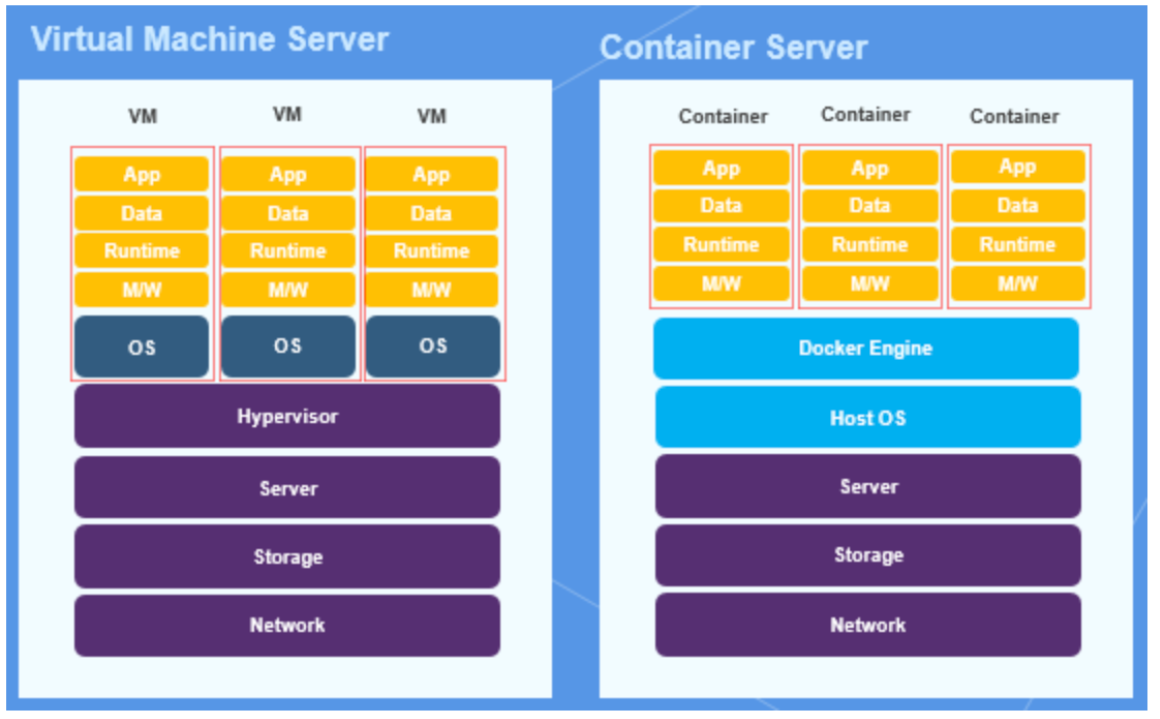 Virtual Machine Server
VM VM VM
App App App
Data Data Data
Runtime Runtime Runtime
M/W M/W M/W
OS OS OS
Hypervisor
Server
Storage
Network
Container Server
Container Container Container
App App App
Data Data Data
Runtime Runtime Runtime
M/W M/W M/W
Docker Engine
Host OS
Server
Storage
Network